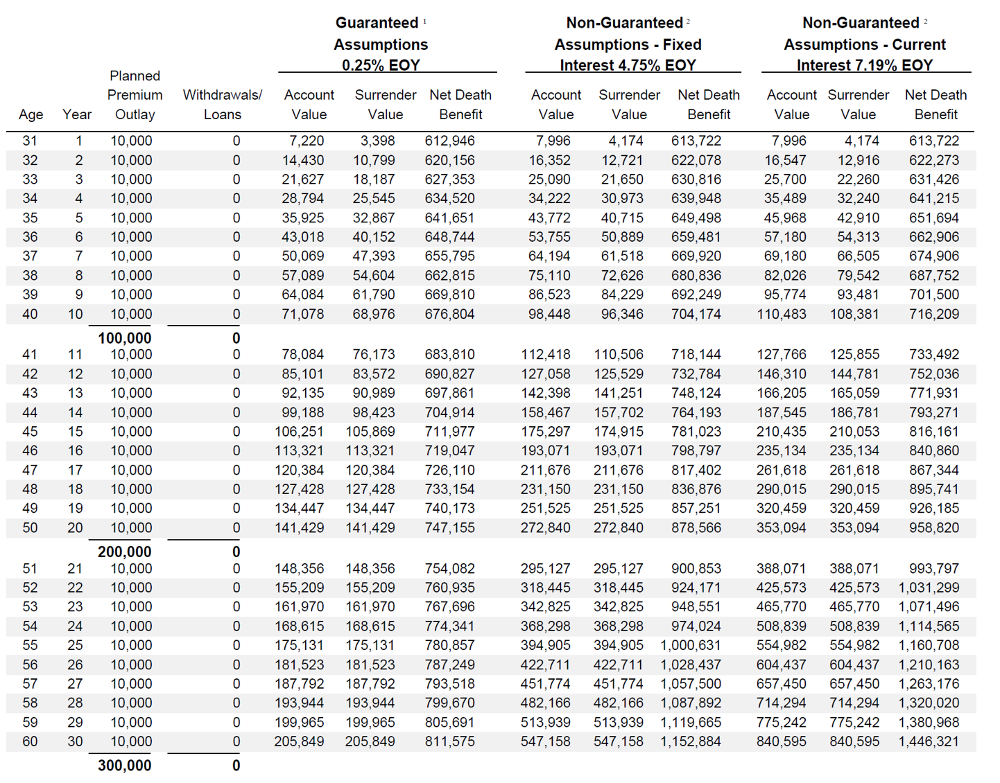 Guaranteed 1 Non-Guaranteed 2 Non-Guaranteed 2
Assumptions Assumptions - Fixed Assumptions - Current
0.25% EOY Interest 4.75% EOY Interest 7.19% EOY
Planned
Premium Withdrawals/ Account Surrender Net Death Account Surrender Net Death Account Surrender Net Death
Age Year Outlay Loans Value Value Benefit Value Value Benefit Value Value Benefit
31 1 10,000 0 7,220 3,398 612,946 7,996 4,174 613,722 7,996 4,174 613,722
32 2 10,000 0 14,430 10,799 620,156 16,352 12,721 622,078 16,547 12,916 622,273
33 3 10,000 0 21,627 18,187 627,353 25,090 21,650 630,816 25,700 22,260 631,426
34 4 10,000 0 28,794 25,545 634,520 34,222 30,973 639,948 35,489 32,240 641,215
35 5 10,000 0 35,925 32,867 641,651 43,772 40,715 649,498 45,968 42,910 651,694
36 6 10,000 0 43,018 40,152 648,744 53,755 50,889 659,481 57,180 54,313 662,906
37 7 10,000 0 50,069 47,393 655,795 64,194 61,518 669,920 69,180 66,505 674,906
38 8 10,000 0 57,089 54,604 662,815 75,110 72,626 680,836 82,026 79,542 687,752
39 9 10,000 0 64,084 61,790 669,810 86,523 84,229 692,249 95,774 93,481 701,500
40 10 10,000 0 71,078 68,976 676,804 98,448 96,346 704,174 110,483 108,381 716,209
100,000 0
41 11 10,000 0 78,084 76,173 683,810 112,418 110,506 718,144 127,766 125,855 733,492
42 12 10,000 0 85,101 83,572 690,827 127,058 125,529 732,784 146,310 144,781 752,036
43 13 10,000 0 92,135 90,989 697,861 142,398 141,251 748,124 166,205 165,059 771,931
44 14 10,000 0 99,188 98,423 704,914 158,467 157,702 764,193 187,545 186,781 793,271
45 15 10,000 0 106,251 105,869 711,977 175,297 174,915 781,023 210,435 210,053 816,161
46 16 10,000 0 113,321 113,321 719,047 193,071 193,071 798,797 235,134 235,134 840,860
47 17 10,000 0 120,384 120,384 726,110 211,676 211,676 817,402 261,618 261,618 867,344
48 18 10,000 0 127,428 127,428 733,154 231,150 231,150 836,876 290,015 290,015 895,741
49 19 10,000 0 134,447 134,447 740,173 251,525 251,525 857,251 320,459 320,459 926,185
50 20 10,000 0 141,429 141,429 747,155 272,840 272,840 878,566 353,094 353,094 958,820
200,000 0
51 21 10,000 0 148,356 148,356 754,082 295,127 295,127 900,853 388,071 388,071 993,797
52 22 10,000 0 155,209 155,209 760,935 318,445 318,445 924,171 425,573 425,573 1,031,299
53 23 10,000 0 161,970 161,970 767,696 342,825 342,825 948,551 465,770 465,770 1,071,496
54 24 10,000 0 168,615 168,615 774,341 368,298 368,298 974,024 508,839 508,839 1,114,565
55 25 10,000 0 175,131 175,131 780,857 394,905 394,905 1,000,631 554,982 554,982 1,160,708
56 26 10,000 0 181,523 181,523 787,249 422,711 422,711 1,028,437 604,437 604,437 1,210,163
57 27 10,000 0 187,792 187,792 793,518 451,774 451,774 1,057,500 657,450 657,450 1,263,176
58 28 10,000 0 193,944 193,944 799,670 482,166 482,166 1,087,892 714,294 714,294 1,320,020
59 29 10,000 0 199,965 199,965 805,691 513,939 513,939 1,119,665 775,242 775,242 1,380,968
60 30 10,000 0 205,849 205,849 811,575 547,158 547,158 1,152,884 840,595 840,595 1,446,321
300,000 0